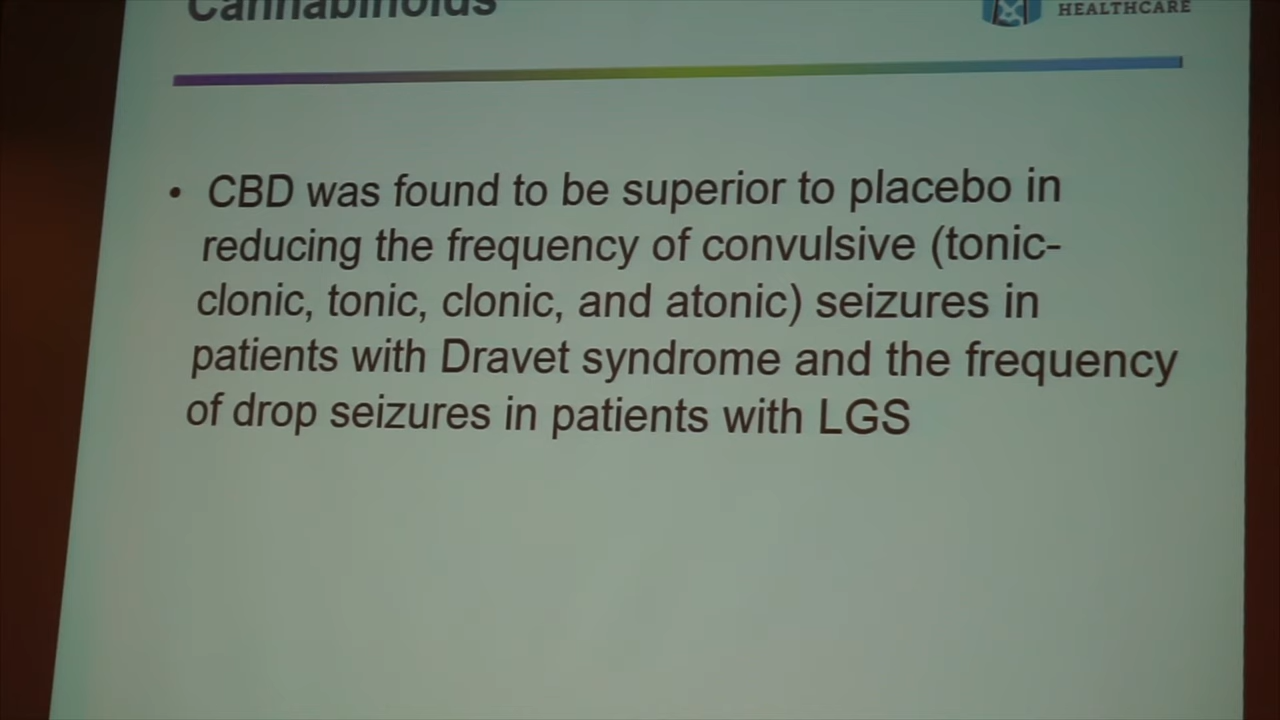 Cannabinoids
HEALTHCARE
• CBD was found to be superior to placebo in
reducing the frequency of convulsive (tonic-
clonic, tonic, clonic, and atonic) seizures in
patients with Dravet syndrome and the frequency
of drop seizures in patients with LGS